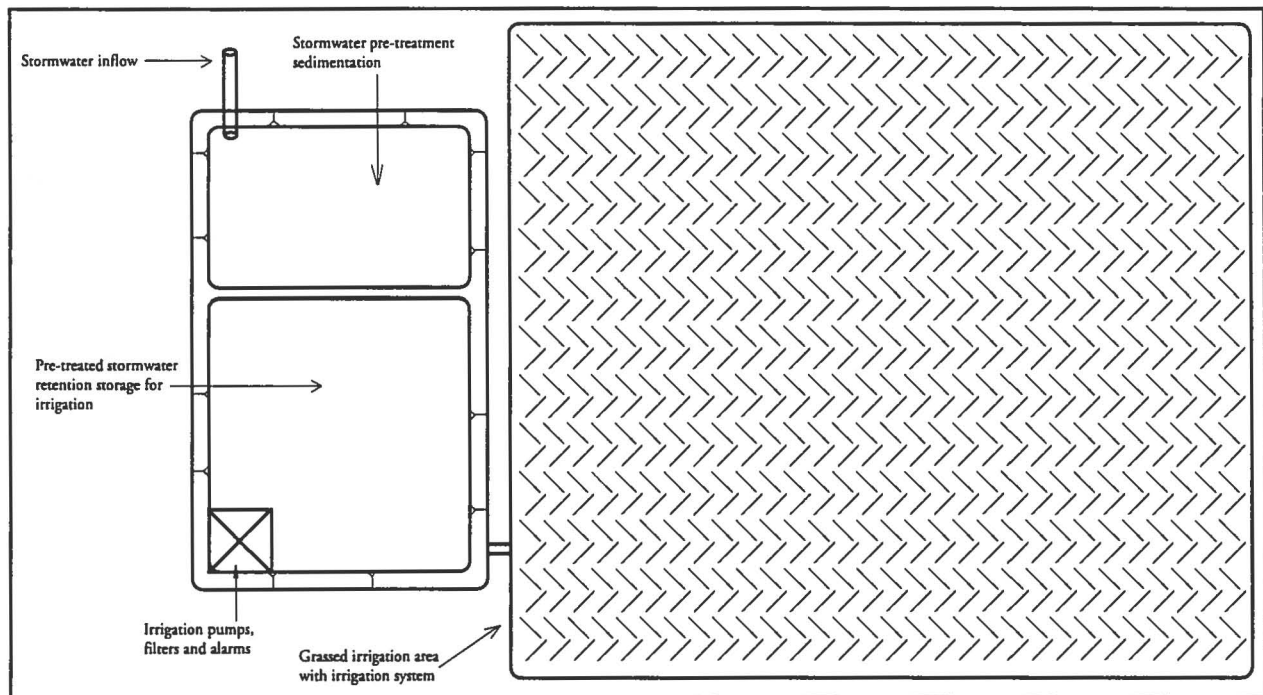 Stormwater inflow
Stormwater pre-treatment
sedimentation
Pre-treated stormwater
retention storage for
irrigation
Irrigation pumps,
filters and alarms
Grassed irrigation area
with irrigation system